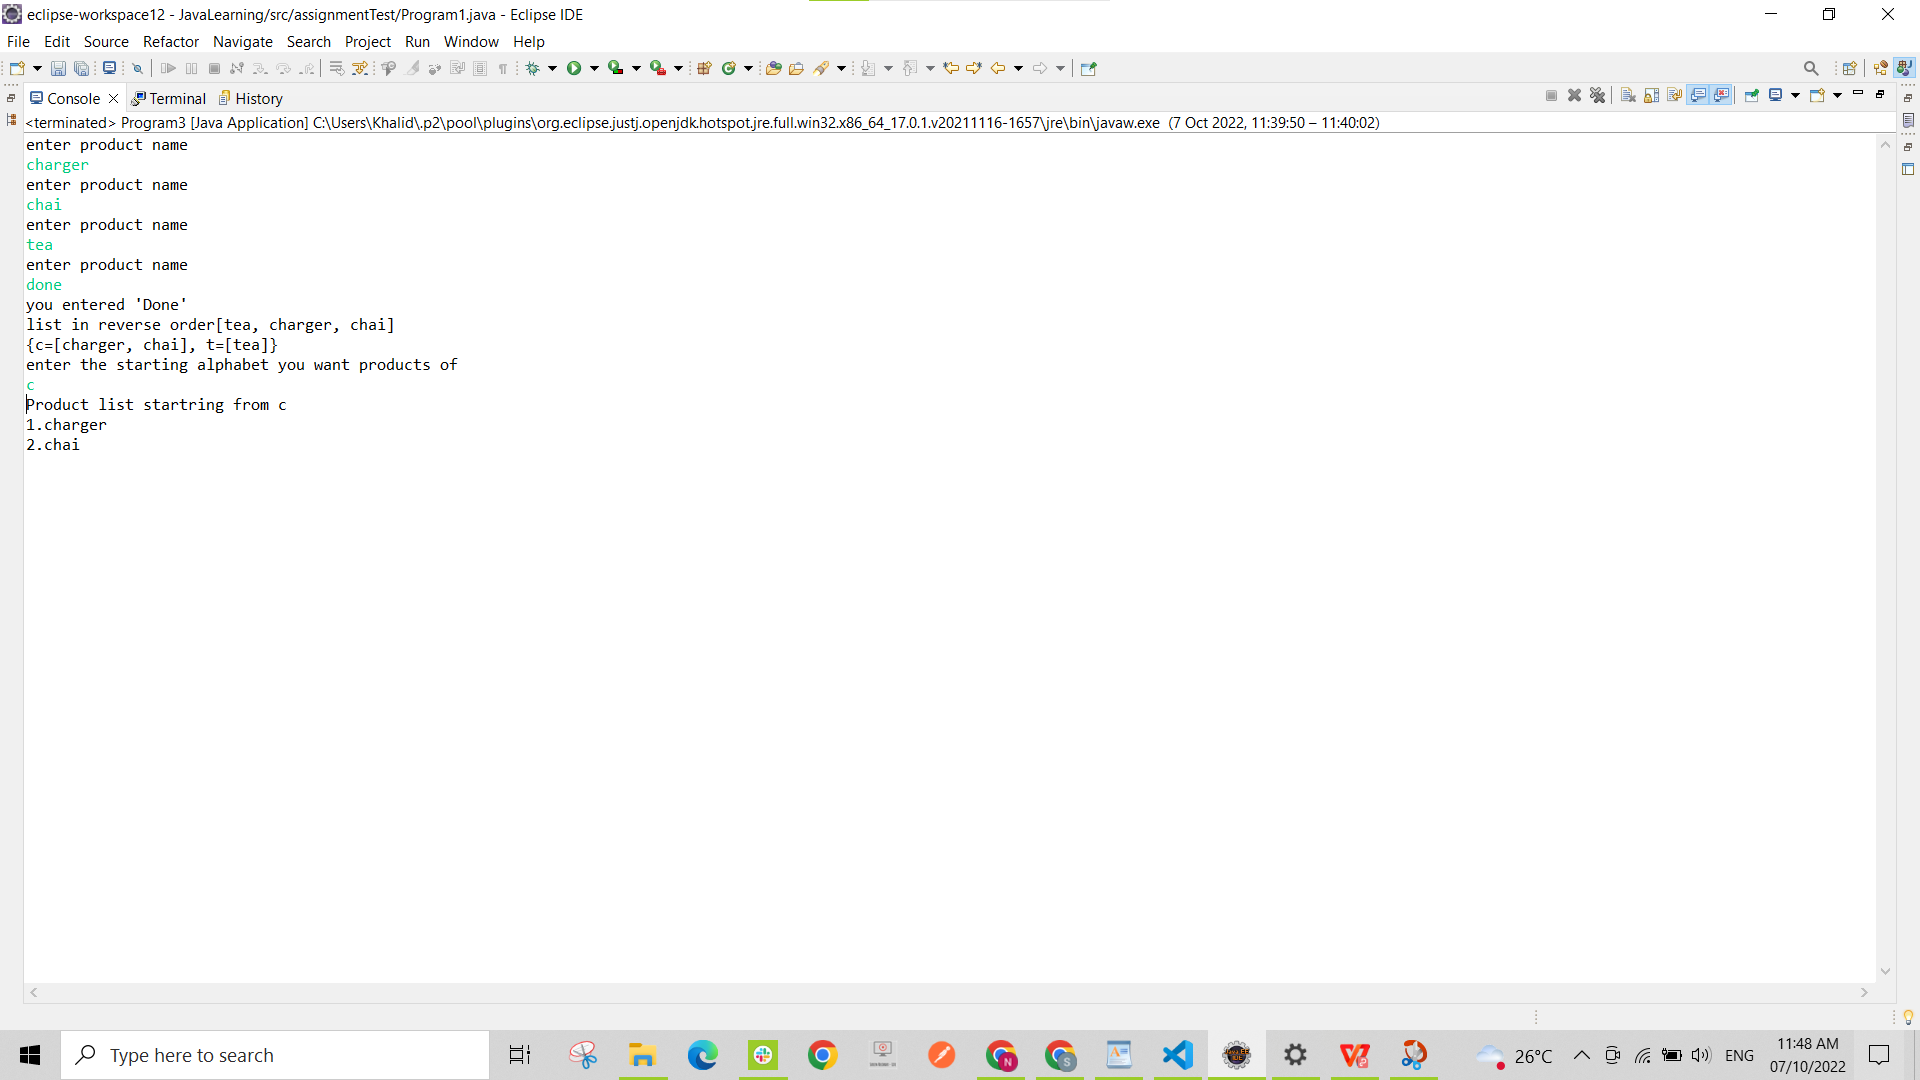 eclipse-workspace12 - JavaLearning/src/assignmentTest/Program1.java - Eclipse IDE
File Edit Source Refactor Navigate Search Project Run Window Help
Console Terminal History
<terminated> Program3 [Java Application] C:\Users\Khalid\.p2\pool\plugins\org.eclipse.justj.openjdk.hotspot.jre.full.win32.x86_64_17.0.1.v20211116-1657\jre\bin\javaw.exe (7 Oct 2022, 11:39:50 – 11:40:02)
enter product name
charger
enter product name
chai
enter product name
tea
enter product name
done
you entered 'Done'
list in reverse order[tea, charger, chai]
{c=[charger, chai], t=[tea]}
enter the starting alphabet you want products of
c
Product list startring from c
1.charger
2.chai
Type here to search
26°C
ENG
11:48 AM
07/10/2022